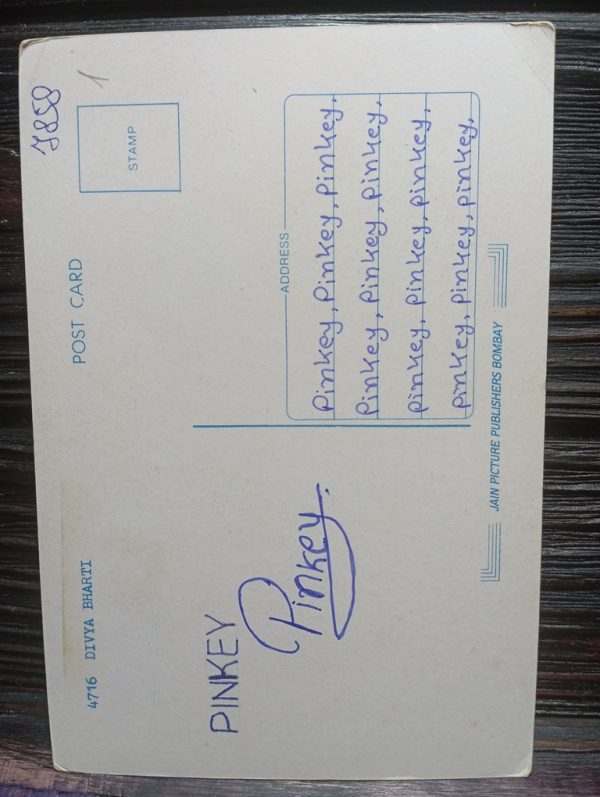 4716 DIVYA BHARTI
POST CARD
7858
1
STAMP
PINKEY
Pinkey.
ADDRESS
Pinkey, Pinkey, Pinkey,
Pinkey, Pinkey, Pinkey,
Pinkey, Pinkey, Pinkey,
Pinkey, Pinkey, Pinkey,
JAIN PICTURE PUBLISHERS BOMBAY